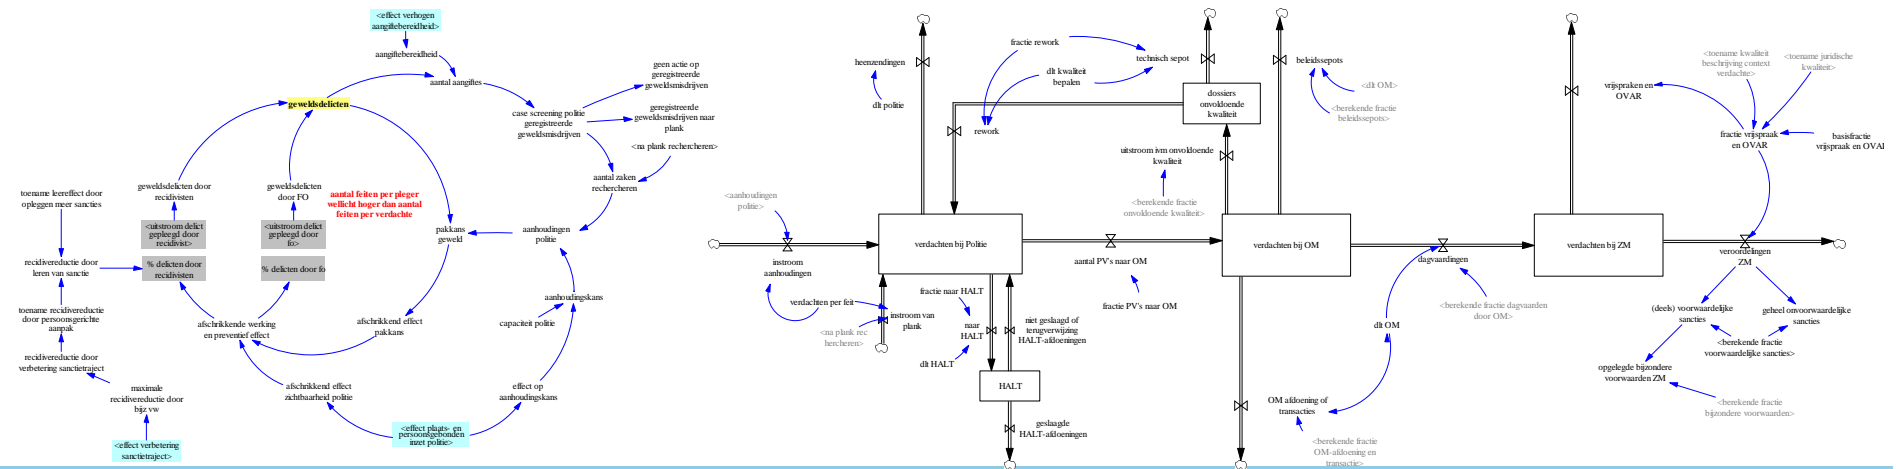 <effect verhogen
aangiftebereidheid>
aangiftebereidheid
aantal aangiftes
geweldsdelicten
geen actie op
geregistreerde
geweldsmisdrijven
case screening politie
geregistreerde
geweldsmisdrijven
geregistreerde
geweldsmisdrijven naar
plank
<na plank rechercheren>
aantal zaken
rechercheren
toename leereffect door
opleggen meer sancties
geweldsdelicten door
recidivisten
geweldsdelicten
door FO
aantal feiten per pleger
wellicht hoger dan aantal
feiten per verdachte
<uitstroom delict
gepleegd door
recidivist>
<uitstroom delict
gepleegd door
fo>
pakkans
geweld
aanhoudingen
politie
recidivereductie door
leren van sanctie
% delicten door
recidivisten
% delicten door fo
aanhoudingskans
toename recidivereductie
door persoonsgerichte
aanpak
afschrikkende werking
en preventief effect
afschrikkend effect
pakkans
capaciteit politie
recidivereductie door
verbetering sanctietraject
maximale
recidivereductie door
bijz vw
afschrikkend effect
zichtbaarheid politie
effect op
aanhoudingskans
<effect plaats- en
persoonsgebonden
inzet politie>
<effect verbetering
sanctietraject>
heenzendingen
dlt politie
fractie rework
dlt kwaliteit
bepalen
technisch sepot
rework
dossiers
onvoldoende
kwaliteit
uitstroom ivm onvoldoende
kwaliteit
<berekende fractie
onvoldoende kwaliteit>
beleidssepots
<dlt OM>
<berekende fractie
beleidssepots>
<aanhoudingen
politie>
instroom
aanhoudingen
verdachten bij Politie
aantal PV's naar OM
fractie PV's naar OM
verdachten bij OM
dagvaardingen
verdachten bij ZM
verdachten per feit
<na plank rec
hercheren>
instroom van
plank
fractie naar HALT
naar
HALT
dlt HALT
niet geslaagd of
terugverwijzing
HALT-afdoeningen
HALT
geslaagde
HALT-afdoeningen
dlt OM
<berekende fractie dagvaarden
door OM>
OM afdoening of
transacties
<berekende fractie
OM-afdoening en
transactie>
<toename kwaliteit
beschrijving context
verdachte>
<toename juridische
kwaliteit>
vrijspraken en
OVAR
fractie vrijspraak
en OVAR
basisfractie
vrijspraak en OVAI
veroordelingen
ZM
(deels) voorwaardelijke
sancties
geheel onvoorwaardelijke
sancties
<berekende fractie
voorwaardelijke sancties>
opgelegde bijzondere
voorwaarden ZM
<berekende fractie
bijzondere voorwaarden>